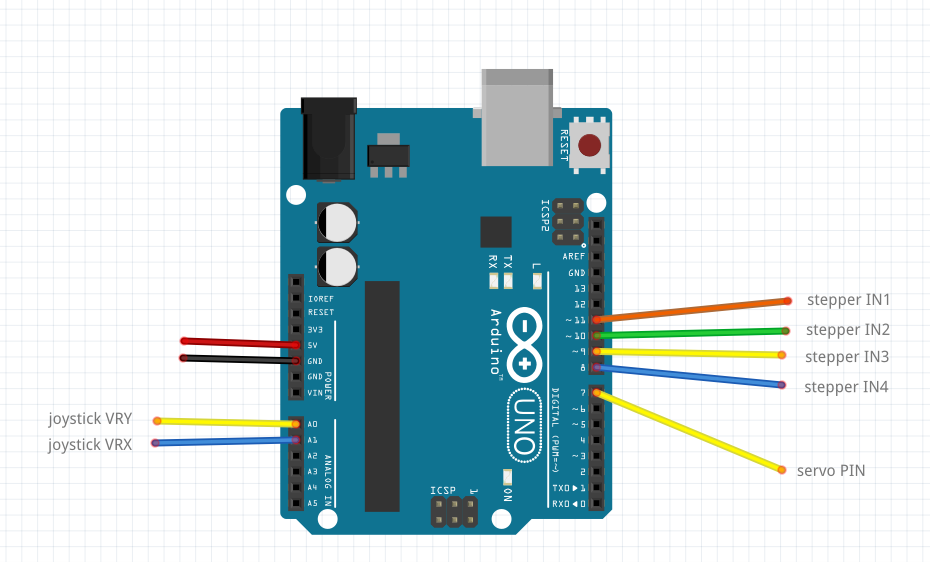 RESET
ICSP2
RX
TX
L
AREF
GND
13
12
~11
~10
~9
8
7
~6
~5
4
~3
2
TX0▶1
RX0◀0
IOREF
RESET
3V3
5V
GND
GND
VIN
POWER
A0
A1
A2
A3
A4
A5
ANALOG IN
Arduino™
UNO
DIGITAL (PWM=~)
ON
ICSP
1
joystick VRY
joystick VRX
stepper IN1
stepper IN2
stepper IN3
stepper IN4
servo PIN